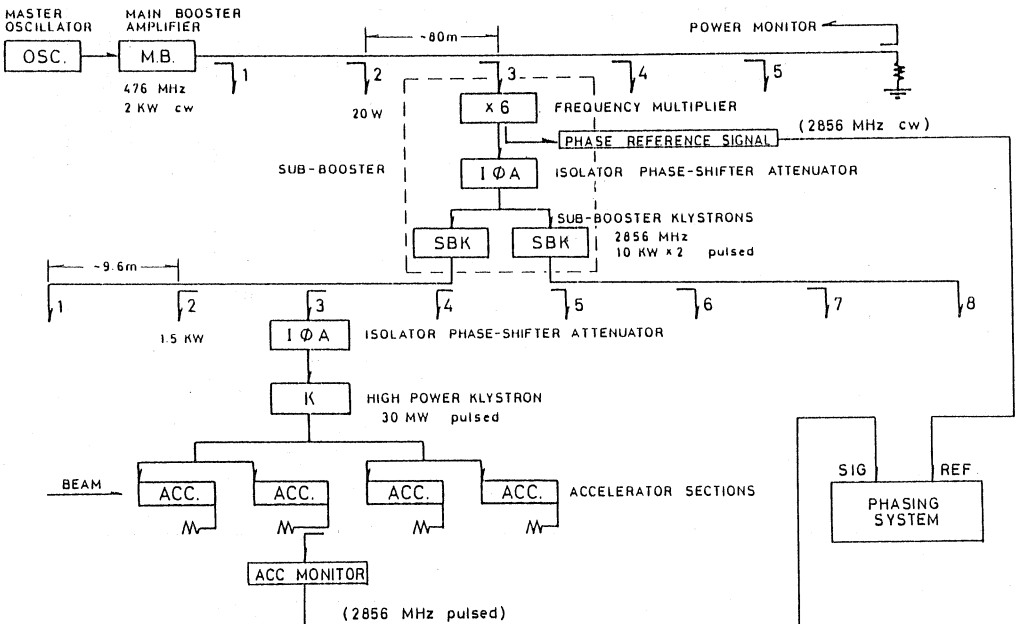 MASTER
OSCILLATOR
MAIN BOOSTER
AMPLIFIER
OSC.
M.B.
476 MHz
2 KW cw
~80m
POWER MONITOR
1
2
3
4
5
20 W
× 6
FREQUENCY MULTIPLIER
PHASE REFERENCE SIGNAL
(2856 MHz cw)
SUB-BOOSTER
I Φ A
ISOLATOR PHASE-SHIFTER ATTENUATOR
SUB-BOOSTER KLYSTRONS
2856 MHz
10 KW × 2 pulsed
SBK
SBK
~9.6m
1
2
3
4
5
6
7
8
1.5 KW
I Φ A
ISOLATOR PHASE-SHIFTER ATTENUATOR
K
HIGH POWER KLYSTRON
30 MW pulsed
BEAM
ACC.
ACC.
ACC.
ACC.
ACCELERATOR SECTIONS
SIG
REF.
PHASING
SYSTEM
ACC MONITOR
(2856 MHz pulsed)